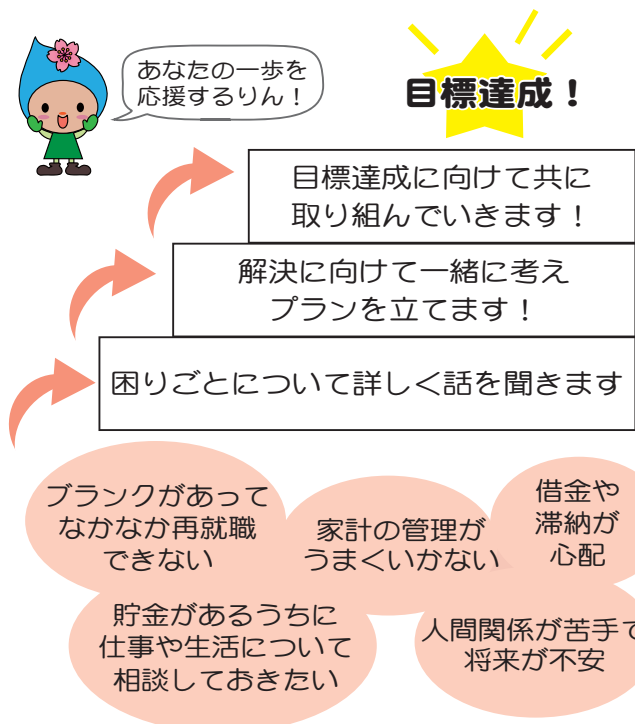 あなたの一歩を
応援するりん！
目標達成！
目標達成に向けて共に
取り組んでいきます！
解決に向けて一緒に考え
プランを立てます！
困りごとについて詳しく話を聞きます
ブランクがあって
なかなか再就職
できない
家計の管理が
うまくいかない
借金や
滞納が
心配
貯金があるうちに
仕事や生活について
相談しておきたい
人間関係が苦手で
将来が不安